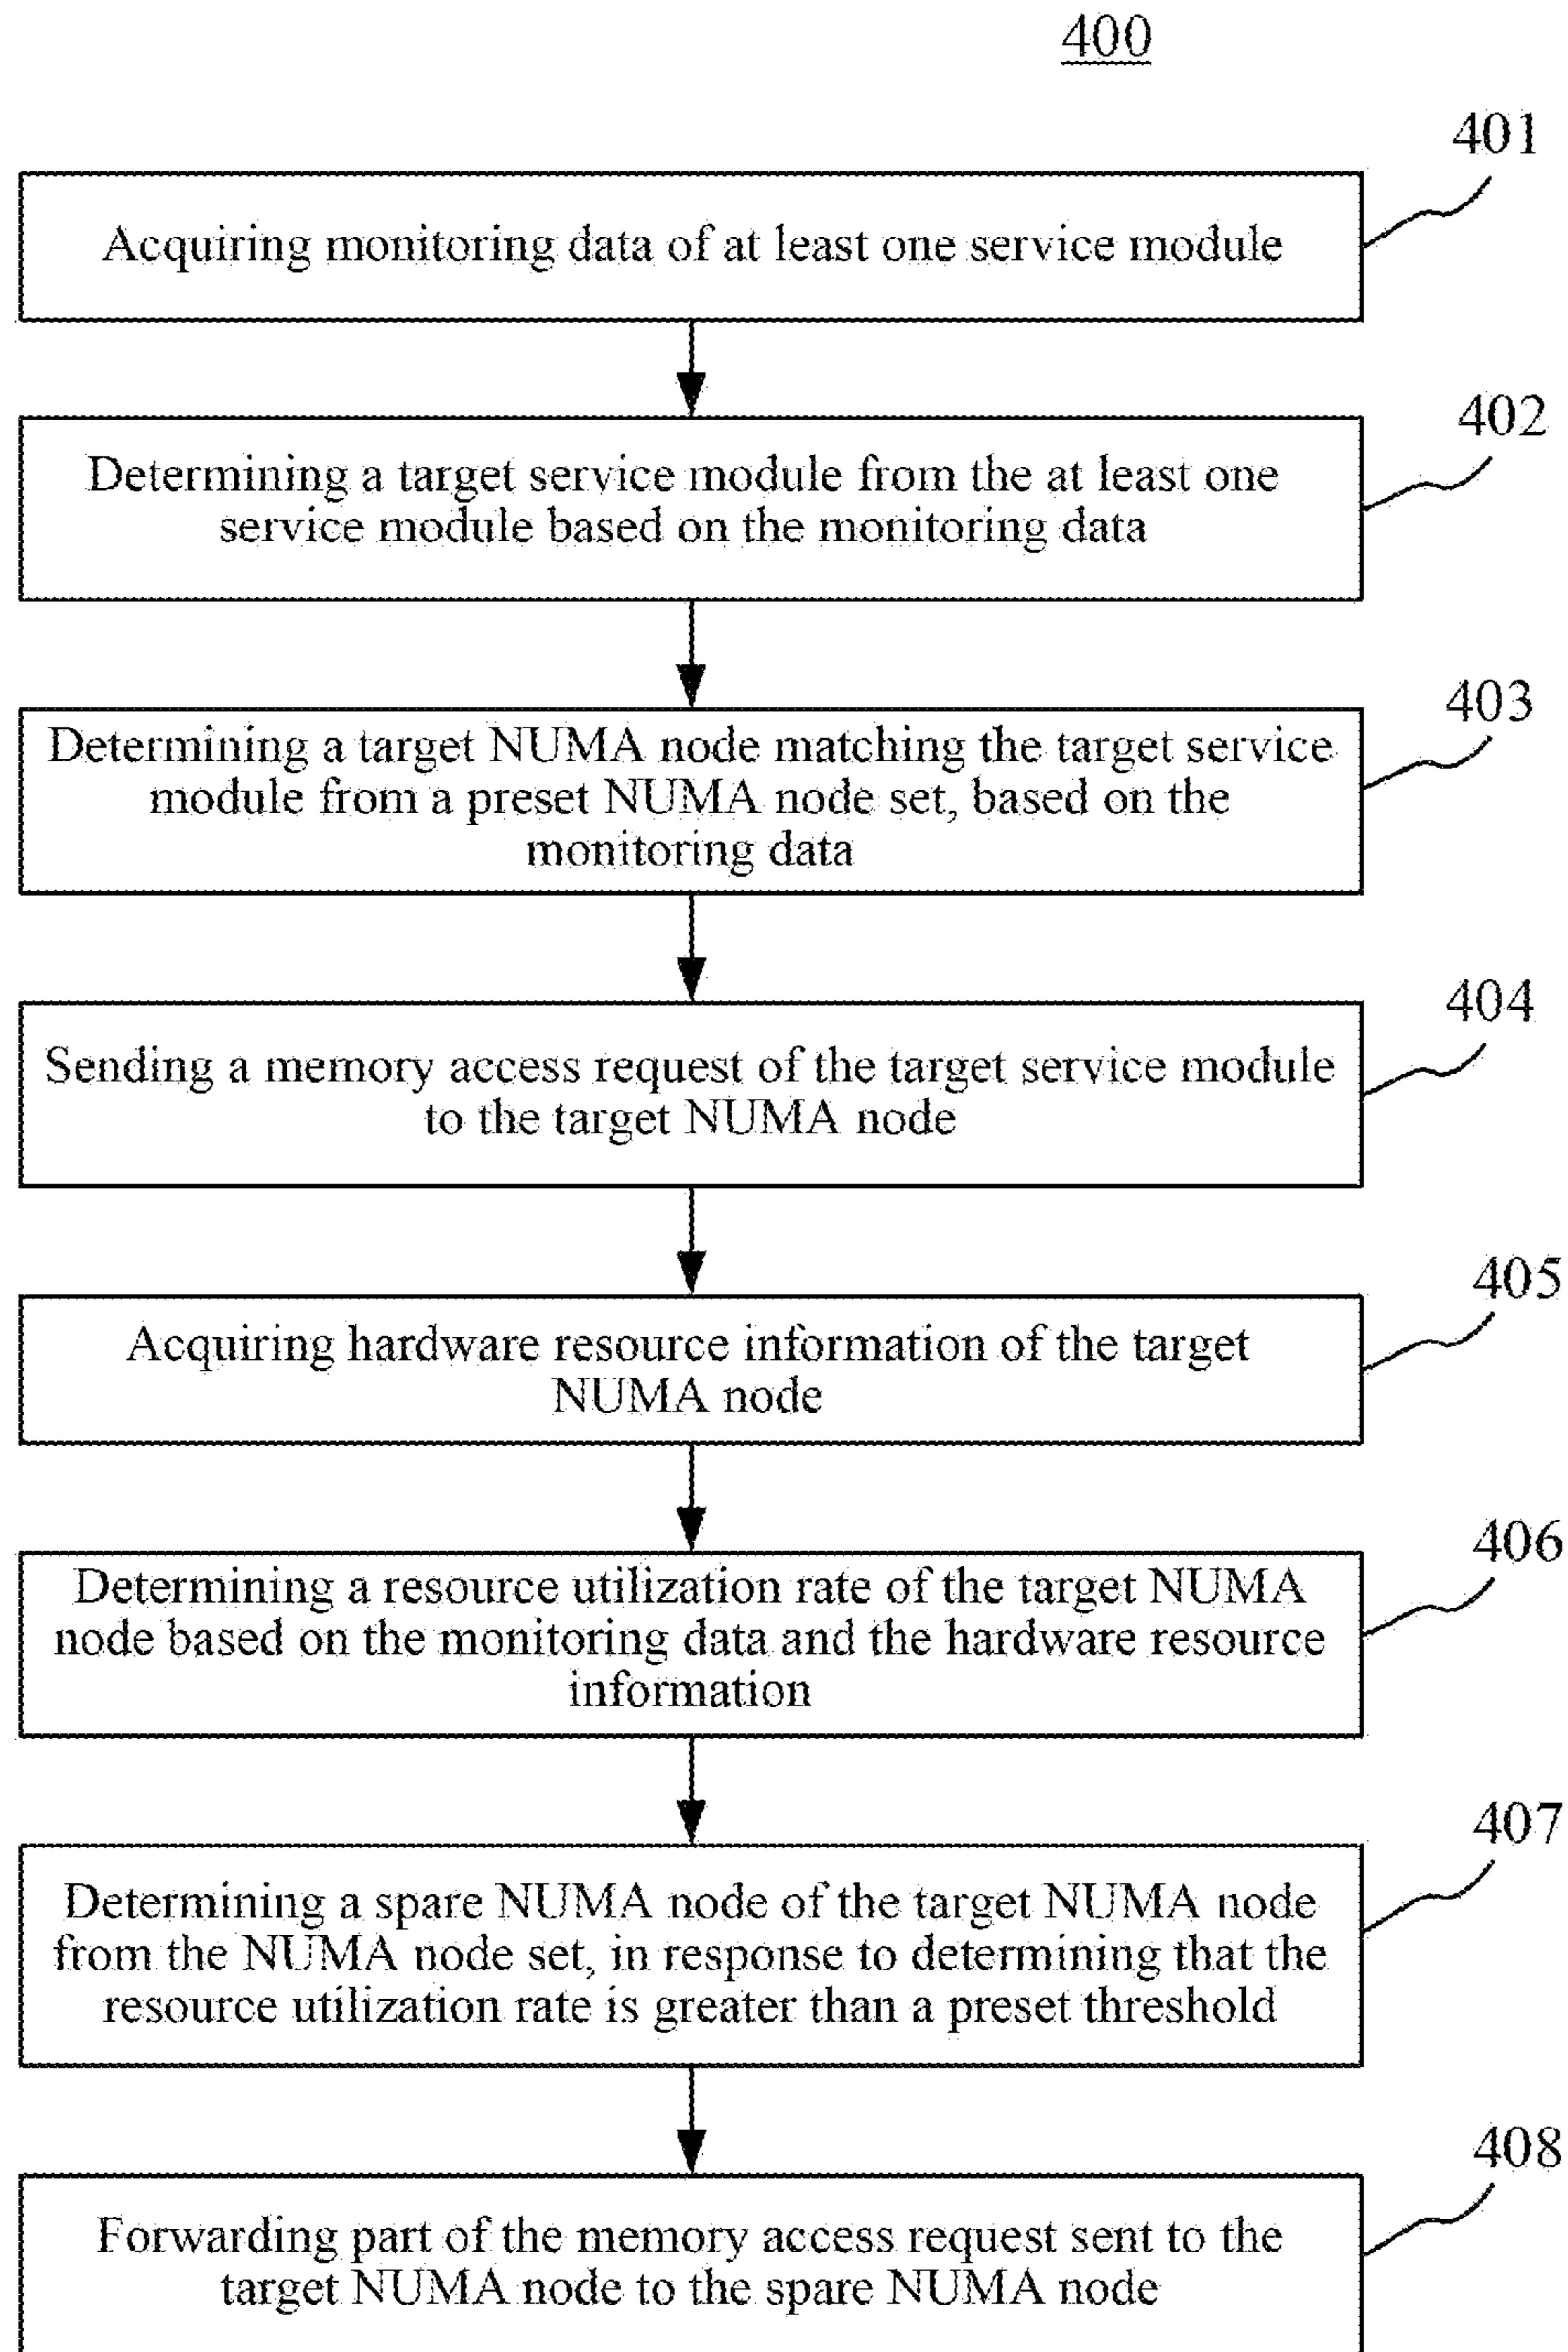 400
401
Acquiring monitoring data of at least one service module
402
Determining a target service module from the at least one
service module based on the monitoring data
403
Determining a target NUMA node matching the target service
module from a preset NUMA node set, based on the
monitoring data
404
Sending a memory access request of the target service module
to the target NUMA node
405
Acquiring hardware resource information of the target
NUMA node
406
Determining a resource utilization rate of the target NUMA
node based on the monitoring data and the hardware resource
information
407
Determining a spare NUMA node of the target NUMA node
from the NUMA node set, in response to determining that the
resource utilization rate is greater than a preset threshold
408
Forwarding part of the memory access request sent to the
target NUMA node to the spare NUMA node